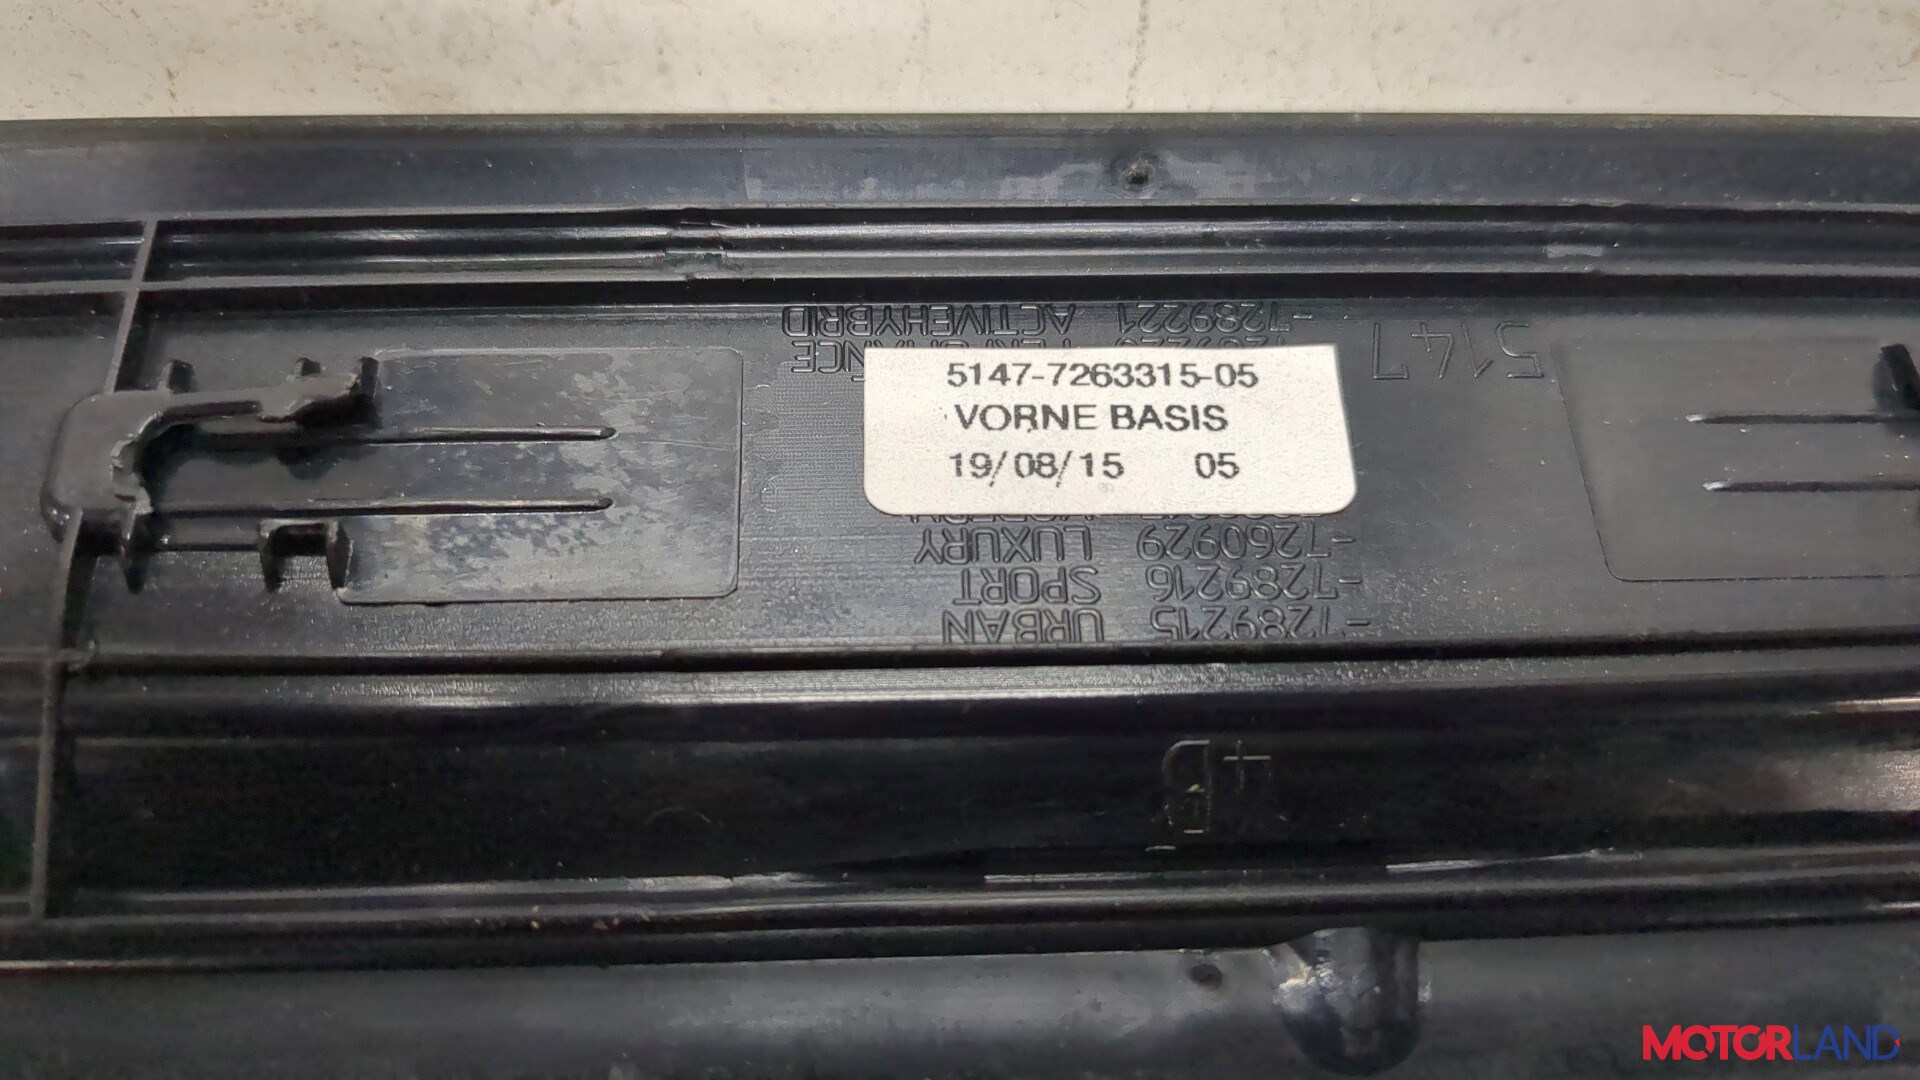 5147-7263315-05
VORNE BASIS
19/08/15 05
5147
-7289215 URBAN
-7289216 SPORT
-7260929 LUXURY
-7289221 ACTIVEHYBRID
4D
MOTORLAND